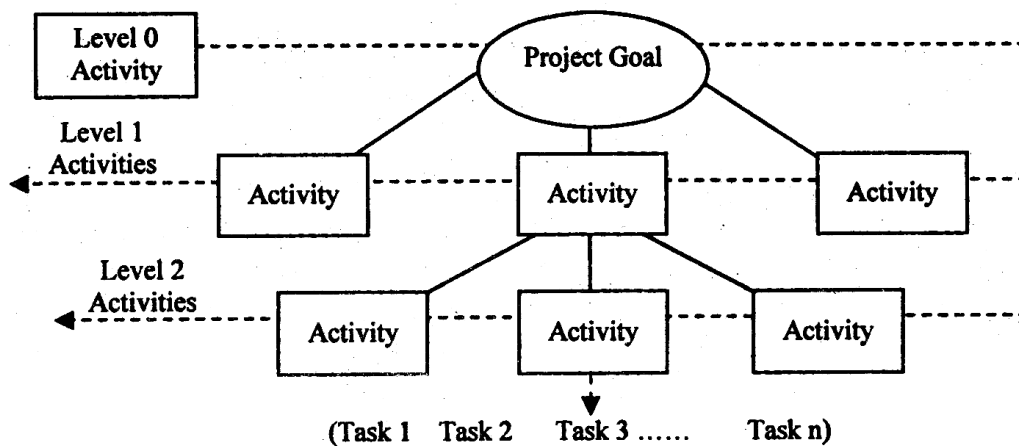 Level 0
Activity
Project Goal
Level 1
Activities
Activity
Activity
Activity
Level 2
Activities
Activity
Activity
Activity
(Task 1 Task 2 Task 3 ...... Task n)